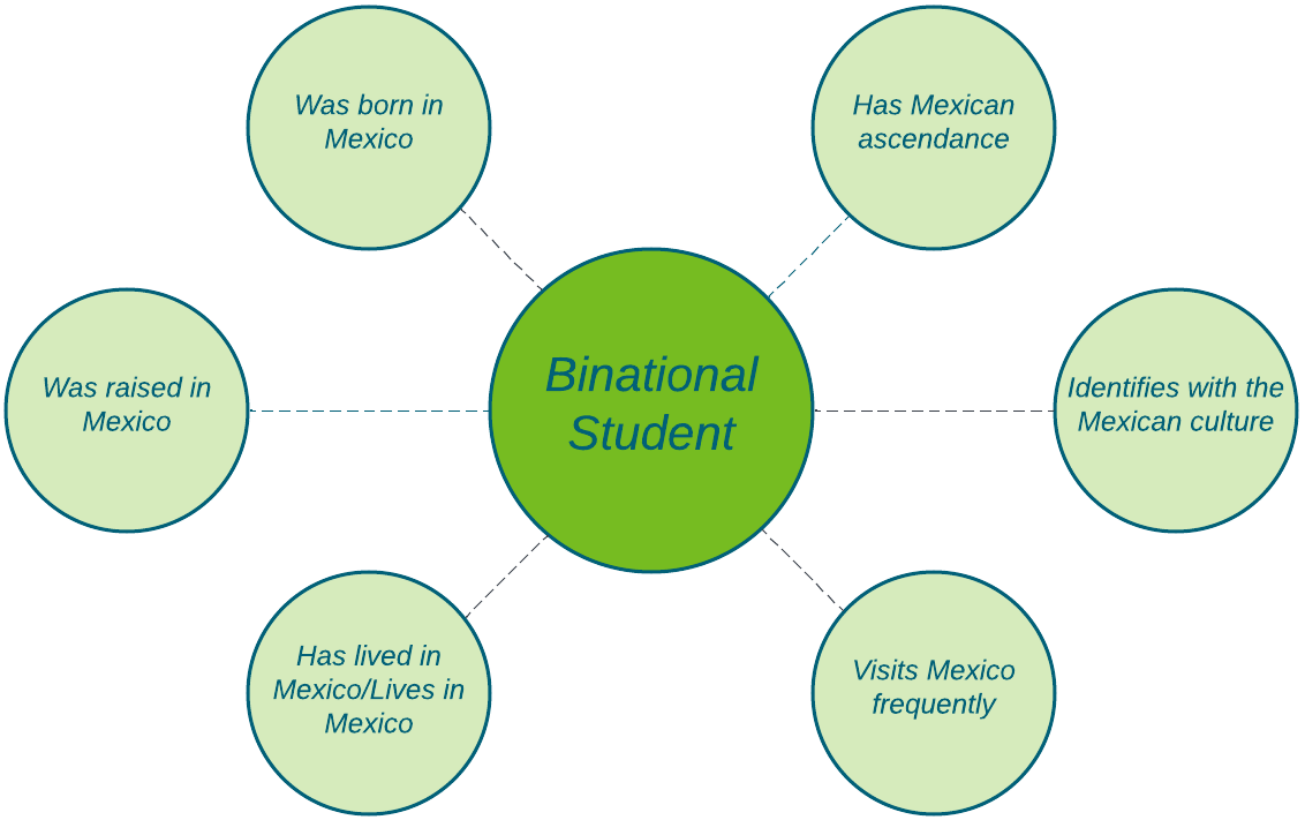 Was born in
Mexico
Has Mexican
ascendance
Binational
Student
Was raised in
Mexico
Identifies with the
Mexican culture
Has lived in
Mexico/Lives in
Mexico
Visits Mexico
frequently